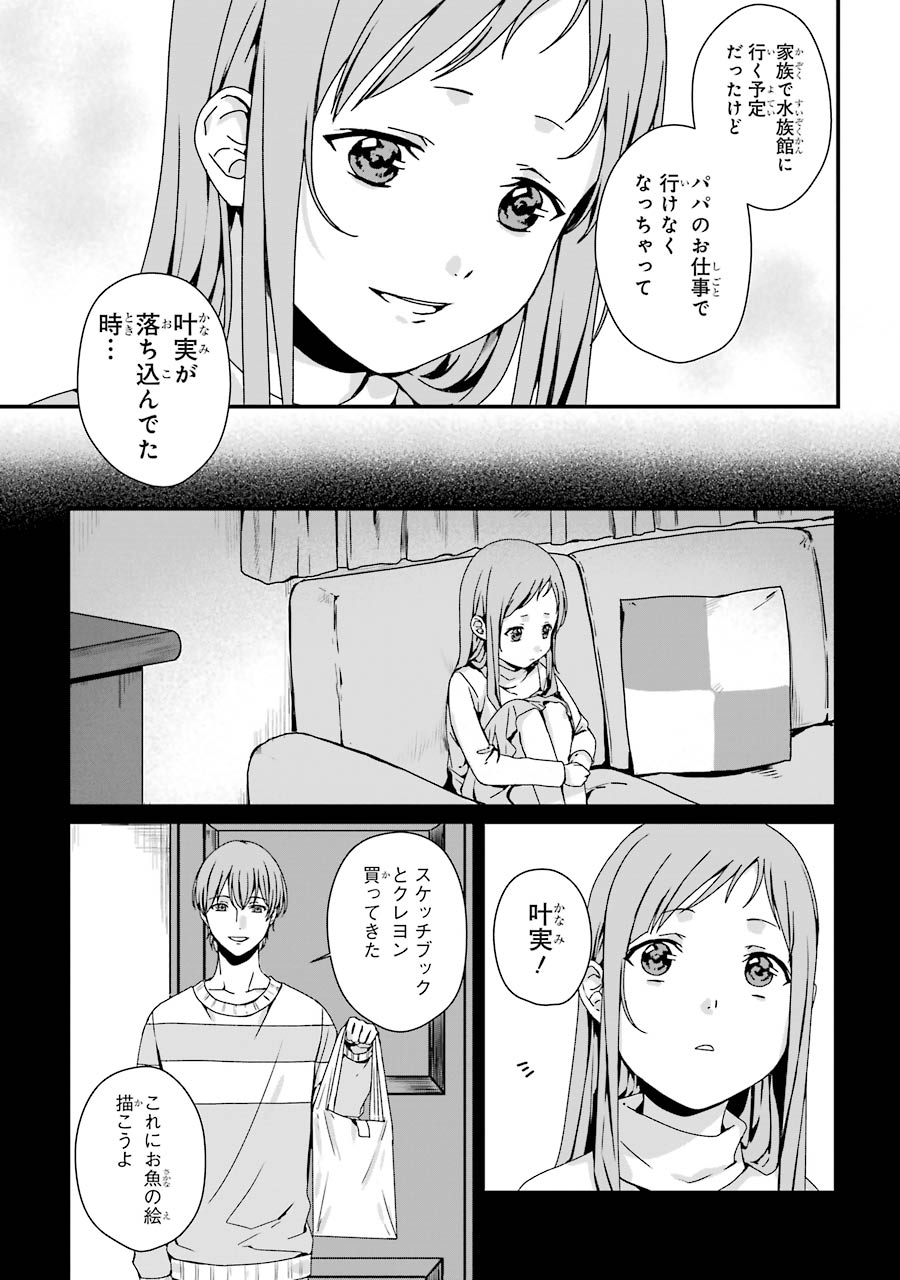 家族で水族館に
行く予定
だったけど
パパのお仕事で
行けなく
なっちゃって
叶実が
落ち込んでた
時…
叶実！
スケッチブック
とクレヨン
買ってきた
これにお魚の絵
描こうよ